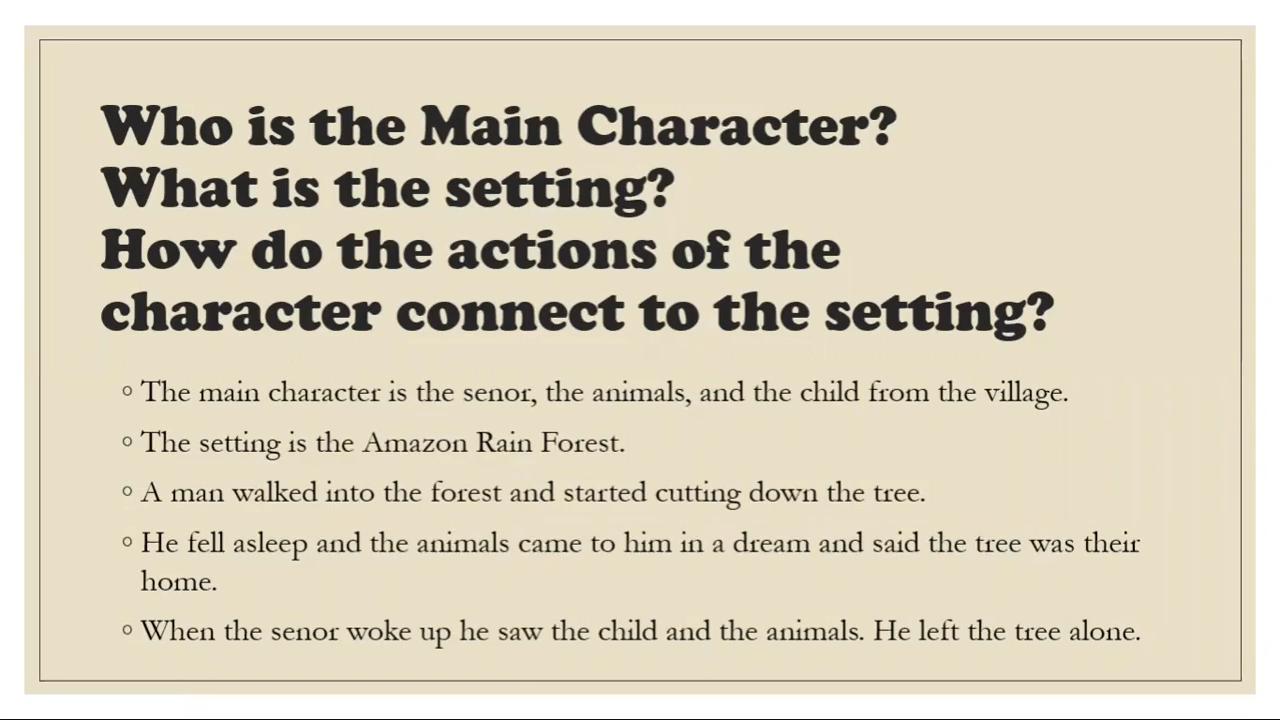 Who is the Main Character?
What is the setting?
How do the actions of the
character connect to the setting?
◦ The main character is the senor, the animals, and the child from the village.
◦ The setting is the Amazon Rain Forest.
◦ A man walked into the forest and started cutting down the tree.
◦ He fell asleep and the animals came to him in a dream and said the tree was their
home.
◦ When the senor woke up he saw the child and the animals. He left the tree alone.